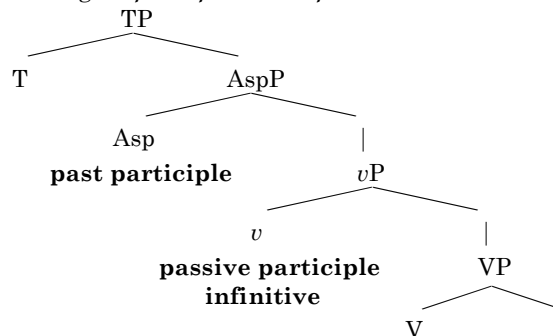 TP
T
AspP
Asp
past participle
vP
v
passive participle
infinitive
VP
V